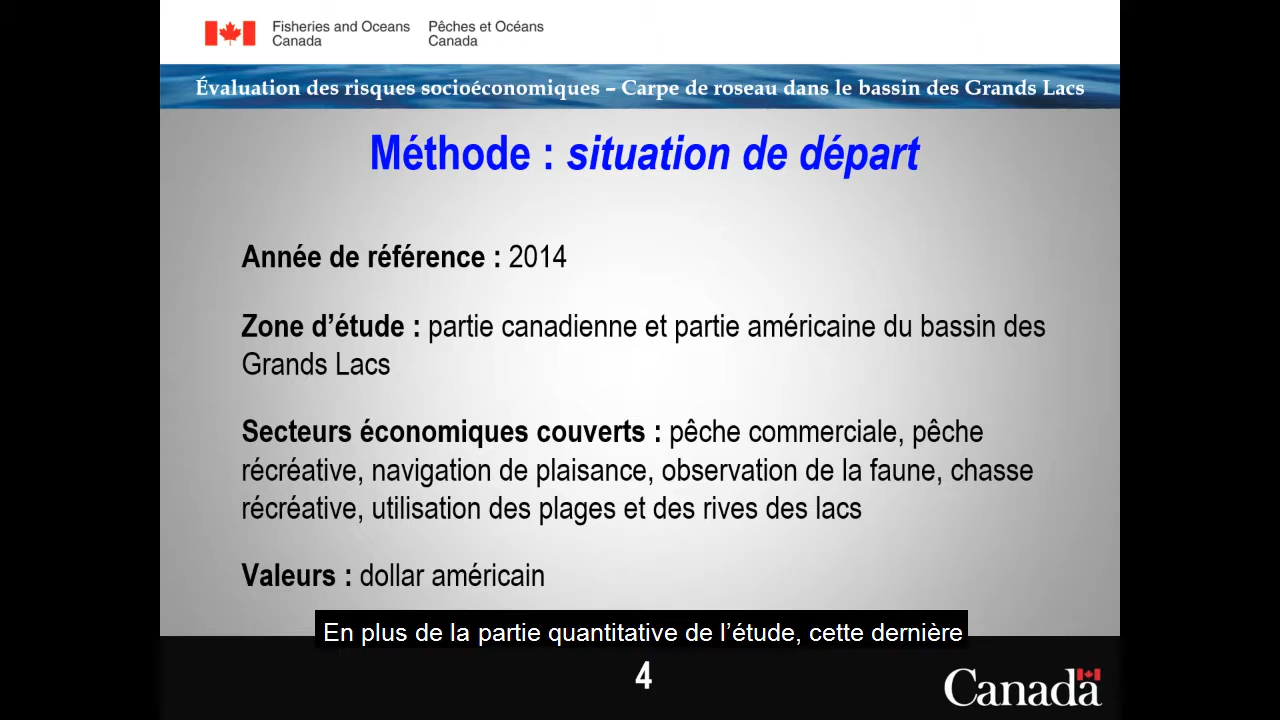 Fisheries and Oceans
Canada
Pêches et Océans
Canada
Évaluation des risques socioéconomiques – Carpe de roseau dans le bassin des Grands Lacs
Méthode : situation de départ
Année de référence : 2014
Zone d’étude : partie canadienne et partie américaine du bassin des
Grands Lacs
Secteurs économiques couverts : pêche commerciale, pêche
récréative, navigation de plaisance, observation de la faune, chasse
récréative, utilisation des plages et des rives des lacs
Valeurs : dollar américain
En plus de la partie quantitative de l’étude, cette dernière
4
Canada